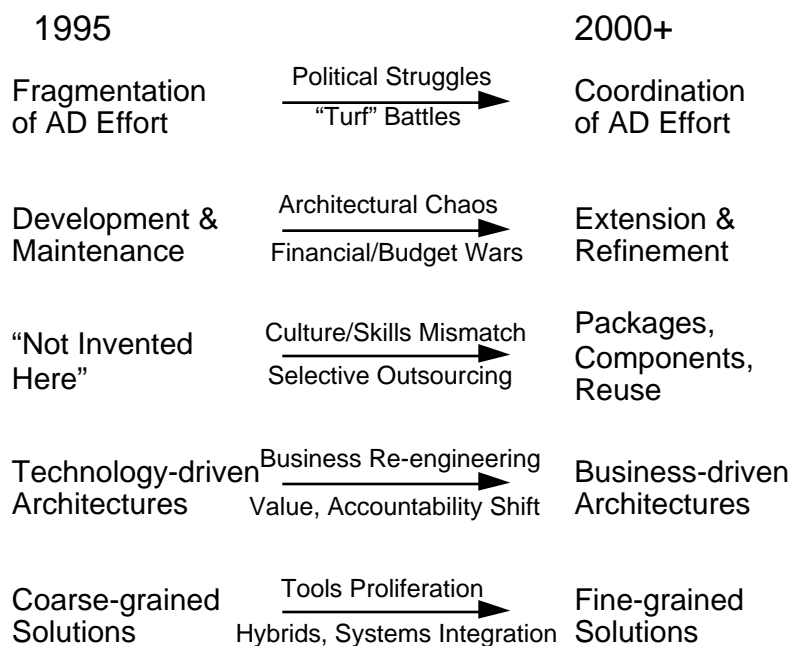 1995
2000+
Fragmentation
of AD Effort
Political Struggles
“Turf” Battles
Coordination
of AD Effort
Development &
Maintenance
Architectural Chaos
Financial/Budget Wars
Extension &
Refinement
“Not Invented
Here”
Culture/Skills Mismatch
Selective Outsourcing
Packages,
Components,
Reuse
Technology-driven
Architectures
Business Re-engineering
Value, Accountability Shift
Business-driven
Architectures
Coarse-grained
Solutions
Tools Proliferation
Hybrids, Systems Integration
Fine-grained
Solutions